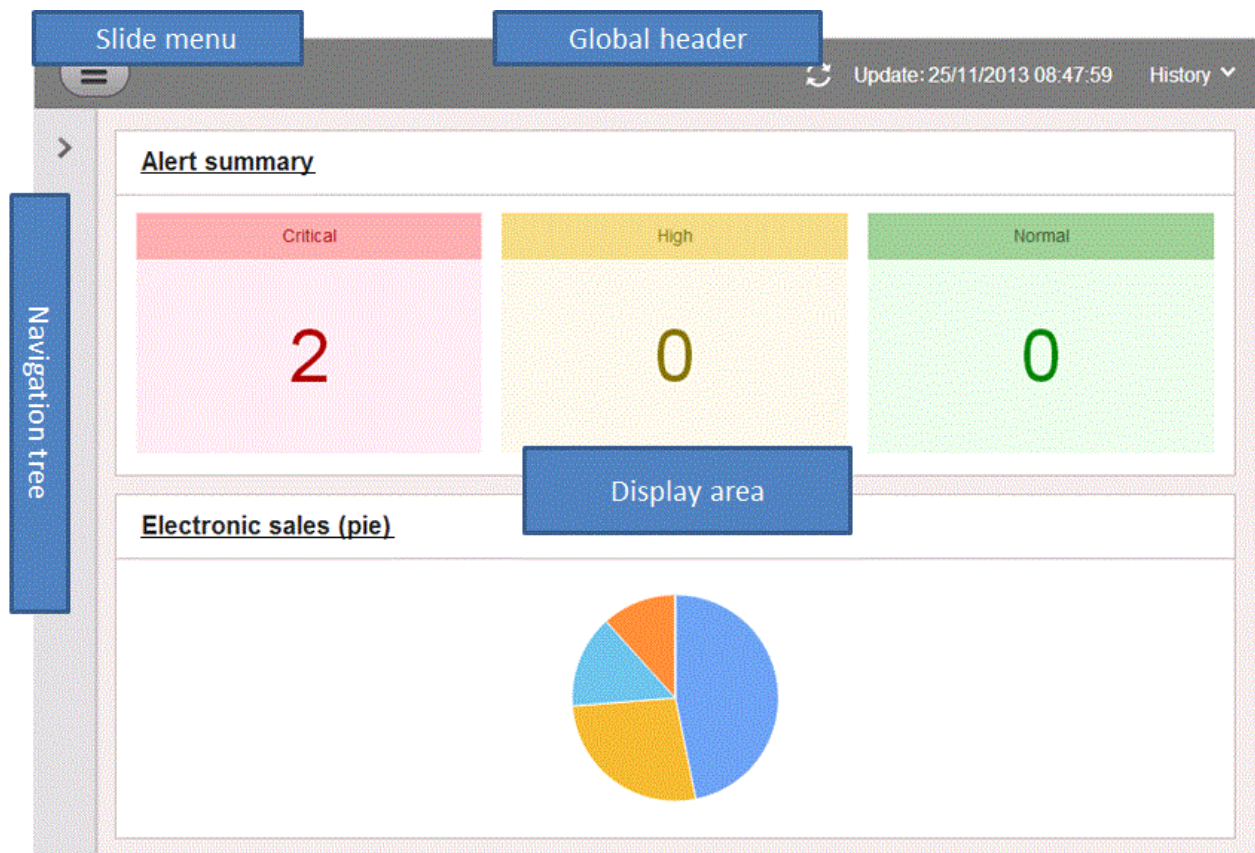 Slide menu
Global header
Update: 25/11/2013 08:47:59
History
Navigation tree
Alert summary
Critical
High
Normal
2
0
0
Display area
Electronic sales (pie)